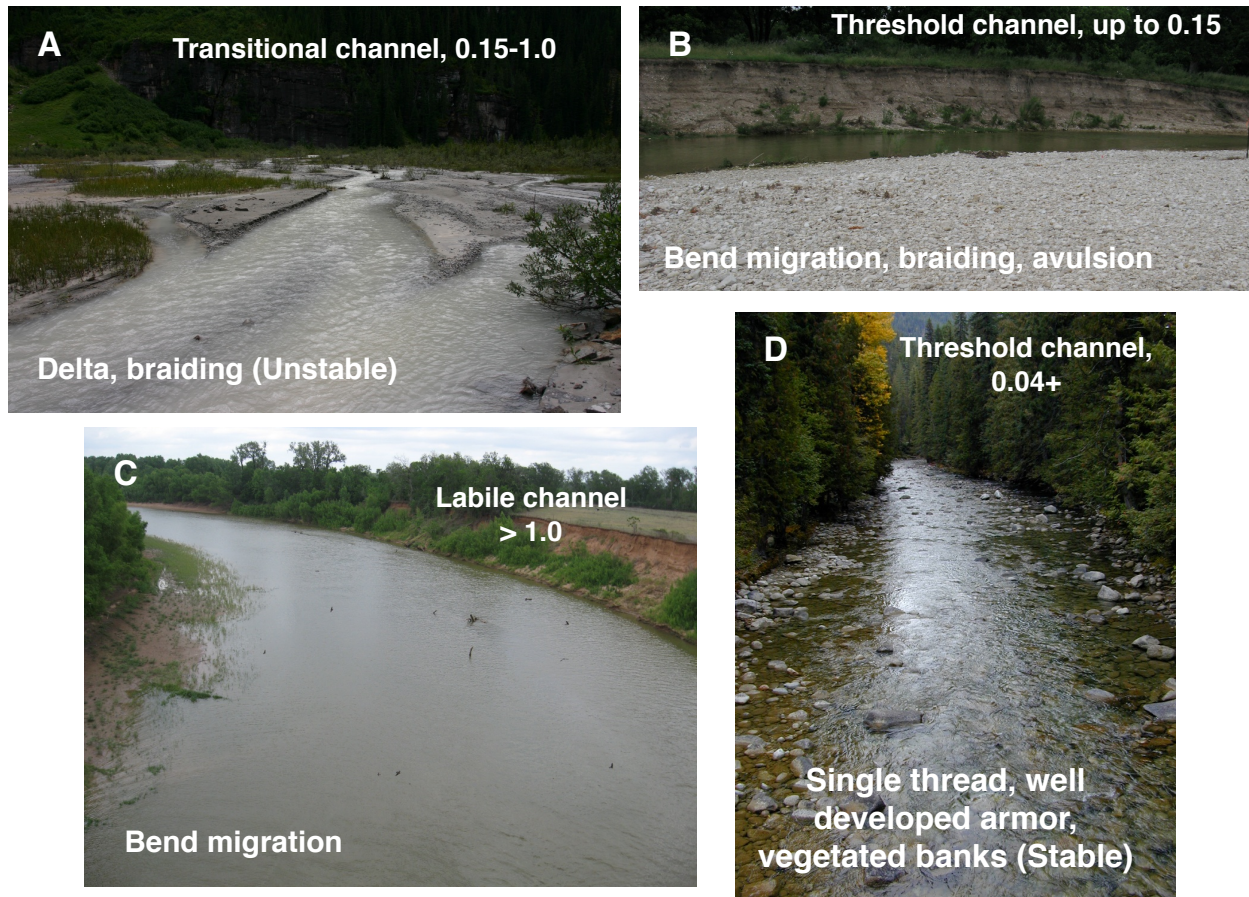 A
Transitional channel, 0.15-1.0
Delta, braiding (Unstable)
B
Threshold channel, up to 0.15
Bend migration, braiding, avulsion
C
Labile channel
> 1.0
Bend migration
D
Threshold channel,
0.04+
Single thread, well
developed armor,
vegetated banks (Stable)